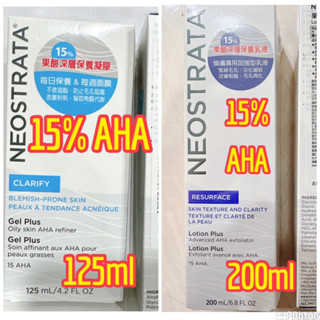 NEOSTRATA
15%
果酸深層保養凝膠
每日保養 & 每週煥膚
15% AHA
CLARIFY
BLEMISH-PRONE SKIN
PEAUX À TENDANCE ACNÉIQUE
Gel Plus
Oily skin AHA refiner
Gel Plus
Soin affinant aux AHA pour
peaux grasses
15 AHA
125ml
125 mL/4.2 FL OZ
NEOSTRATA
15%
果酸深層保養乳液
15%
AHA
RESURFACE
SKIN TEXTURE AND CLARITY
TEXTURE ET CLARTÉ DE
LA PEAU
Lotion Plus
Advanced AHA exfoliator
Lotion Plus
Exfoliant avancé avec AHA
15 AHA
200ml
200 mL/6.8 FL OZ